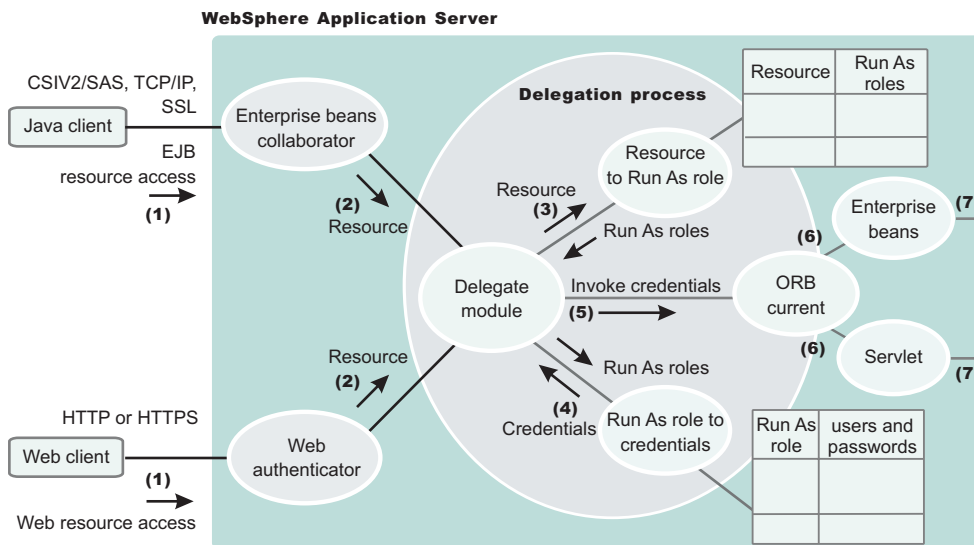 WebSphere Application Server
CSIV2/SAS, TCP/IP,
SSL
Java client
EJB
resource access
(1)
Enterprise beans
collaborator
(2)
Resource
Delegation process
Resource
to Run As role
Resource
Run As
roles
Resource
(3)
Run As roles
Delegate
module
Invoke credentials
(5)
ORB
current
(6)
Enterprise
beans
(7
(6)
Servlet
(7
Run As roles
(4)
Credentials
Run As role to
credentials
Run As
role
users and
passwords
Resource
(2)
HTTP or HTTPS
Web client
(1)
Web resource access
Web
authenticator